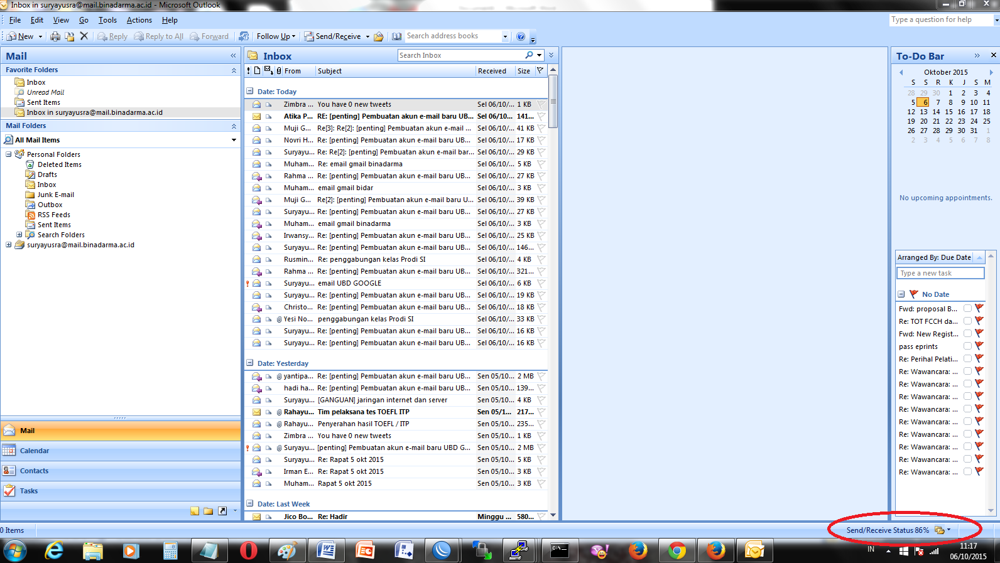 Inbox in suryayusra@mail.binadarma.ac.id - Microsoft Outlook
File Edit View Go Tools Actions Help
Type a question for help
New Reply Reply to All Forward Follow Up Send/Receive Search address books
Mail
Favorite Folders
Inbox
Unread Mail
Sent Items
Inbox in suryayusra@mail.binadarma.ac.id
Mail Folders
All Mail Items
Personal Folders
Deleted Items
Drafts
Inbox
Junk E-mail
Outbox
RSS Feeds
Sent Items
Search Folders
suryayusra@mail.binadarma.ac.id
Mail
Calendar
Contacts
Tasks
Inbox Search Inbox
From Subject Received Size
Date: Today
Zimbra ... You have 0 new tweets Sel 06/10/... 1 KB
Atika P... RE: [penting] Pembuatan akun e-mail baru UB... Sel 06/10... 141...
Muji G... Re[3]: Re[2]: [penting] Pembuatan akun e-mail ... Sel 06/10/... 41 KB
Novri H... Re: [penting] Pembuatan akun e-mail baru UB... Sel 06/10/... 17 KB
Suryayu... Re: Re[2]: [penting] Pembuatan akun e-mail bar... Sel 06/10/... 29 KB
Muham... Re: email gmail binadarma Sel 06/10/... 5 KB
Rahma ... Re: [penting] Pembuatan akun e-mail baru UB... Sel 06/10/... 27 KB
Muham... email gmail bidar Sel 06/10/... 3 KB
Muji G... Re[2]: [penting] Pembuatan akun e-mail baru U... Sel 06/10/... 39 KB
Suryayu... Re: [penting] Pembuatan akun e-mail baru UB... Sel 06/10/... 27 KB
Muham... email gmail binadarma Sel 06/10/... 3 KB
Irwansy... Re: [penting] Pembuatan akun e-mail baru UB... Sel 06/10/... 25 KB
Suryayu... Re: [penting] Pembuatan akun e-mail baru UB... Sel 06/10/... 146...
Rusmin... Re: penggabungan kelas Prodi SI Sel 06/10/... 4 KB
Rahma ... Re: [penting] Pembuatan akun e-mail baru UB... Sel 06/10/... 321...
Suryayu... email UBD GOOGLE Sel 06/10/... 6 KB
Suryayu... Re: [penting] Pembuatan akun e-mail baru UB... Sel 06/10/... 19 KB
Christo... Re: [penting] Pembuatan akun e-mail baru UB... Sel 06/10/... 18 KB
Yesi No... penggabungan kelas Prodi SI Sel 06/10/... 33 KB
Suryayu... Re: [penting] Pembuatan akun e-mail baru UB... Sel 06/10/... 16 KB
Suryayu... Re: [penting] Pembuatan akun e-mail baru UB... Sel 06/10/... 16 KB
Date: Yesterday
yantipa... Re: [penting] Pembuatan akun e-mail baru UB... Sen 05/10... 2 MB
hadi ha... Re: [penting] Pembuatan akun e-mail baru UB... Sen 05/10... 139...
Suryayu... [GANGUAN] jaringan internet dan server Sen 05/10... 4 KB
Rahayu... Tim pelaksana tes TOEFL ITP Sen 05/1... 217...
Rahayu... Penyerahan hasil TOEFL / ITP Sen 05/10... 235...
Zimbra ... You have 0 new tweets Sen 05/10... 1 KB
Suryayu... [penting] Pembuatan akun e-mail baru UBD G... Sen 05/10... 2 MB
Suryayu... Re: Rapat 5 okt 2015 Sen 05/10... 5 KB
Irman E... Re: Rapat 5 okt 2015 Sen 05/10... 3 KB
Muham... Rapat 5 okt 2015 Sen 05/10... 3 KB
Date: Last Week
Jico Bo... Re: Hadir Minggu ... 580...
To-Do Bar
Oktober 2015
S S R K J S M
28 29 30 1 2 3 4
5 6 7 8 9 10 11
12 13 14 15 16 17 18
19 20 21 22 23 24 25
26 27 28 29 30 31 1
2 3 4 5 6 7 8
No upcoming appointments.
Arranged By: Due Date
Type a new task
No Date
Fwd: proposal B...
Re: TOT FCCH da...
Fwd: New Regist...
pass eprints
Re: Perihal Pelati...
Re: Wawancara: ...
Re: Wawancara: ...
Re: Wawancara: ...
Re: Wawancara: ...
Re: Wawancara: ...
Re: Wawancara: ...
Re: Wawancara: ...
Re: Wawancara: ...
Re: Wawancara: ...
0 Items
Send/Receive Status 86%
IN
11:17
06/10/2015